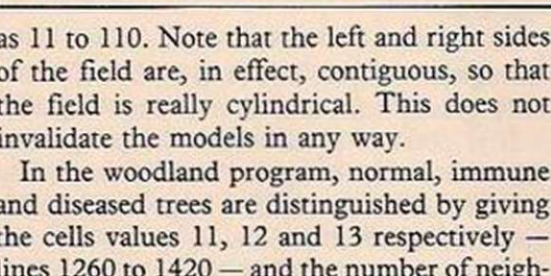 as 11 to 110. Note that the left and right sides
of the field are, in effect, contiguous, so that
the field is really cylindrical. This does not
invalidate the models in any way.
In the woodland program, normal, immune
and diseased trees are distinguished by giving
the cells values 11, 12 and 13 respectively —
lines 1260 to 1420 — and the number of neigh-